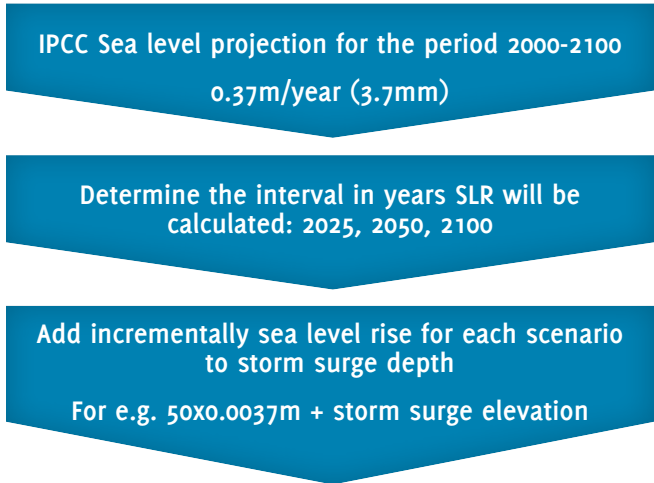 IPCC Sea level projection for the period 2000-2100
0.37m/year (3.7mm)
Determine the interval in years SLR will be
calculated: 2025, 2050, 2100
Add incrementally sea level rise for each scenario
to storm surge depth
For e.g. 50x0.0037m + storm surge elevation